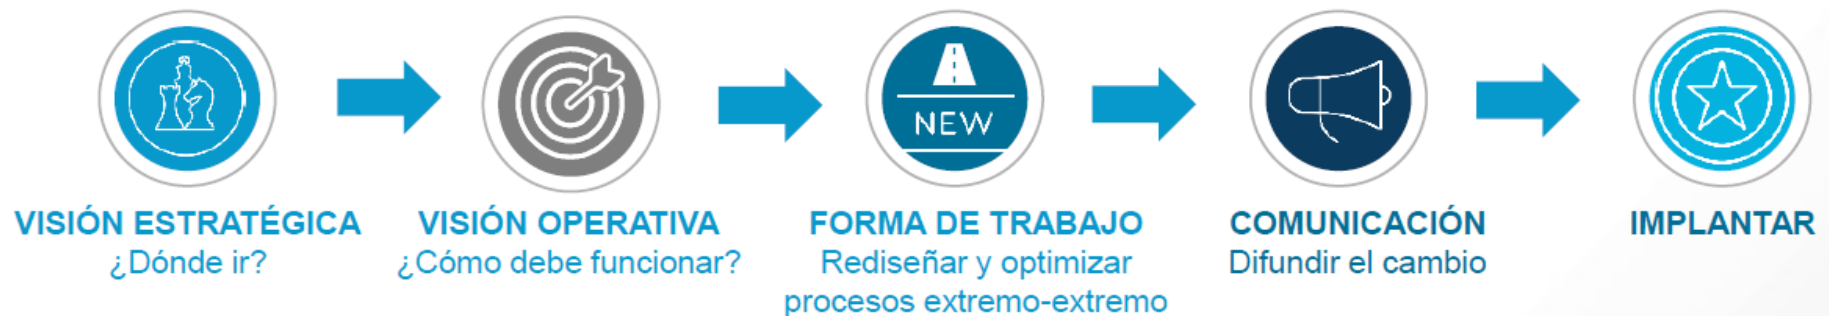 NEW
VISIÓN ESTRATÉGICA
¿Dónde ir?
VISIÓN OPERATIVA
¿Cómo debe funcionar?
FORMA DE TRABAJO
Rediseñar y optimizar
procesos extremo-extremo
COMUNICACIÓN
Difundir el cambio
IMPLANTAR